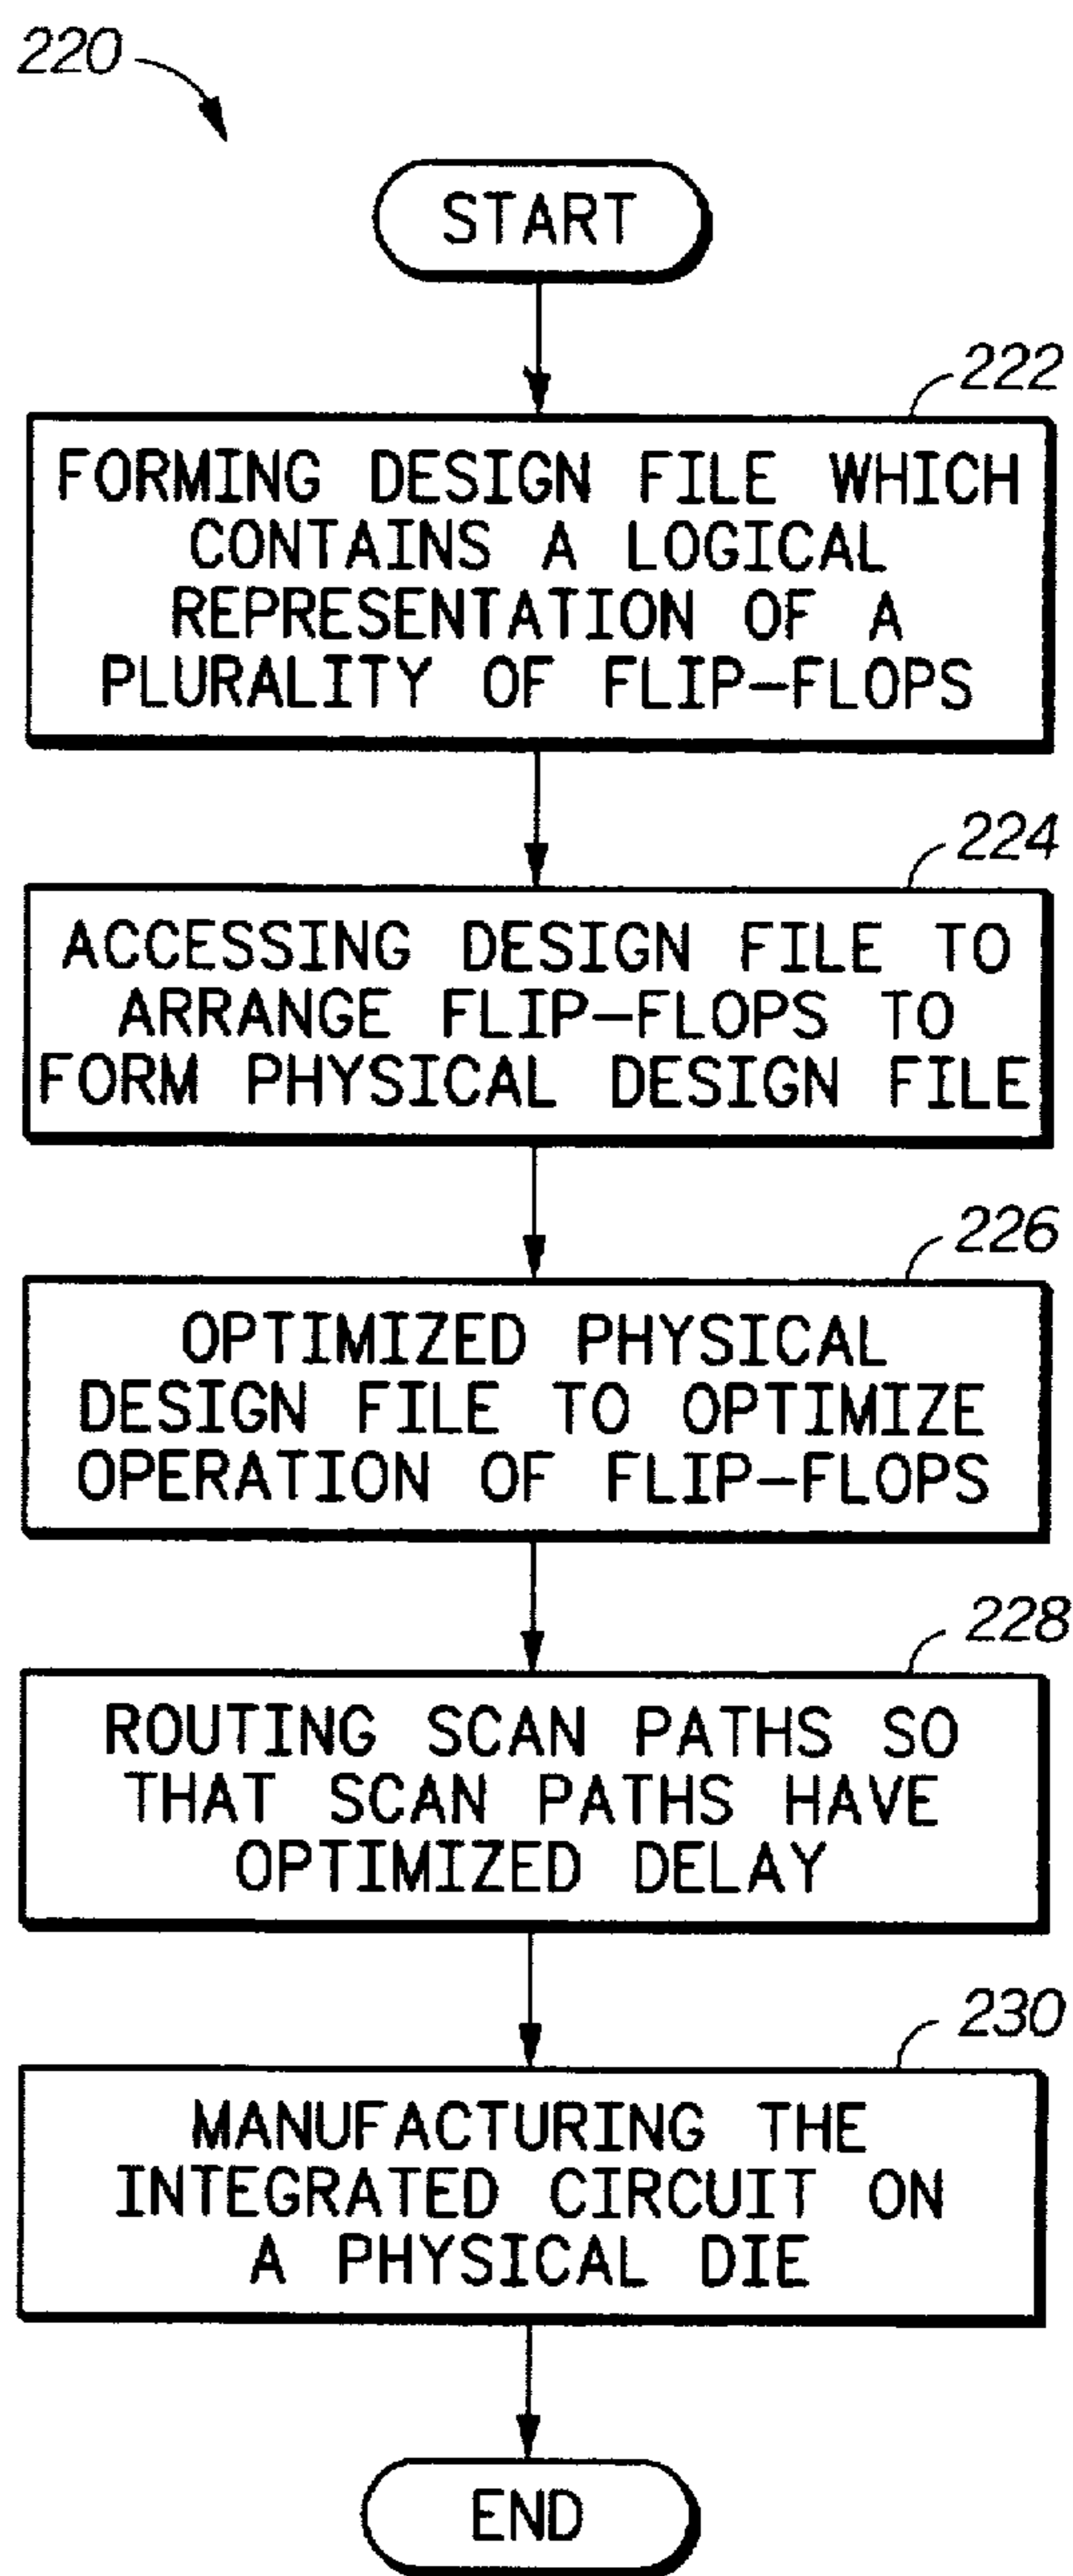 220
START
222
FORMING DESIGN FILE WHICH
CONTAINS A LOGICAL
REPRESENTATION OF A
PLURALITY OF FLIP-FLOPS
224
ACCESSING DESIGN FILE TO
ARRANGE FLIP-FLOPS TO
FORM PHYSICAL DESIGN FILE
226
OPTIMIZED PHYSICAL
DESIGN FILE TO OPTIMIZE
OPERATION OF FLIP-FLOPS
228
ROUTING SCAN PATHS SO
THAT SCAN PATHS HAVE
OPTIMIZED DELAY
230
MANUFACTURING THE
INTEGRATED CIRCUIT ON
A PHYSICAL DIE
END